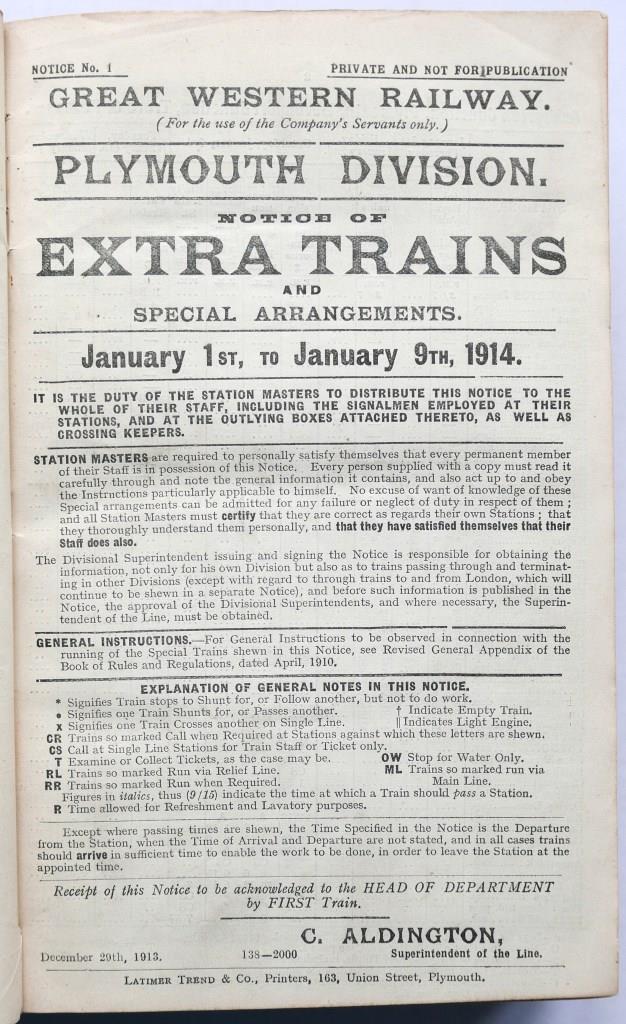 NOTICE No. 1 PRIVATE AND NOT FOR PUBLICATION
GREAT WESTERN RAILWAY.
(For the use of the Company's Servants only.)
PLYMOUTH DIVISION.
NOTICE OF
EXTRA TRAINS
AND
SPECIAL ARRANGEMENTS.
January 1ST, TO January 9TH, 1914.
IT IS THE DUTY OF THE STATION MASTERS TO DISTRIBUTE THIS NOTICE TO THE
WHOLE OF THEIR STAFF, INCLUDING THE SIGNALMEN EMPLOYED AT THEIR
STATIONS, AND AT THE OUTLYING BOXES ATTACHED THERETO, AS WELL AS
CROSSING KEEPERS.
STATION MASTERS are required to personally satisfy themselves that every permanent member
of their Staff is in possession of this Notice. Every person supplied with a copy must read it
carefully through and note the general information it contains, and also act up to and obey
the Instructions particularly applicable to himself. No excuse of want of knowledge of these
Special arrangements can be admitted for any failure or neglect of duty in respect of them;
and all Station Masters must certify that they are correct as regards their own Stations; that
they thoroughly understand them personally, and that they have satisfied themselves that their
Staff does also.
The Divisional Superintendent issuing and signing the Notice is responsible for obtaining the
information, not only for his own Division but also as to trains passing through and terminat-
ing in other Divisions (except with regard to through trains to and from London, which will
continue to be shewn in a separate Notice), and before such information is published in the
Notice, the approval of the Divisional Superintendents, and where necessary, the Superin-
tendent of the Line, must be obtained.
GENERAL INSTRUCTIONS.—For General Instructions to be observed in connection with the
running of the Special Trains shewn in this Notice, see Revised General Appendix of the
Book of Rules and Regulations, dated April, 1910.
EXPLANATION OF GENERAL NOTES IN THIS NOTICE.
* Signifies Train stops to Shunt for, or Follow another, but not to do work.
• Signifies one Train Shunts for, or Passes another. † Indicate Empty Train.
x Signifies one Train Crosses another on Single Line. ‖ Indicates Light Engine.
CR Trains so marked Call when Required at Stations against which these letters are shewn.
CS Call at Single Line Stations for Train Staff or Ticket only.
T Examine or Collect Tickets, as the case may be. OW Stop for Water Only.
RL Trains so marked Run via Relief Line. ML Trains so marked run via
RR Trains so marked Run when Required. Main Line.
Figures in italics, thus (9/15) indicate the time at which a Train should pass a Station.
R Time allowed for Refreshment and Lavatory purposes.
Except where passing times are shewn, the Time Specified in the Notice is the Departure
from the Station, when the Time of Arrival and Departure are not stated, and in all cases trains
should arrive in sufficient time to enable the work to be done, in order to leave the Station at the
appointed time.
Receipt of this Notice to be acknowledged to the HEAD OF DEPARTMENT
by FIRST Train.
C. ALDINGTON,
December 29th, 1913. 138—2000 Superintendent of the Line.
LATIMER TREND & Co., Printers, 163, Union Street, Plymouth.